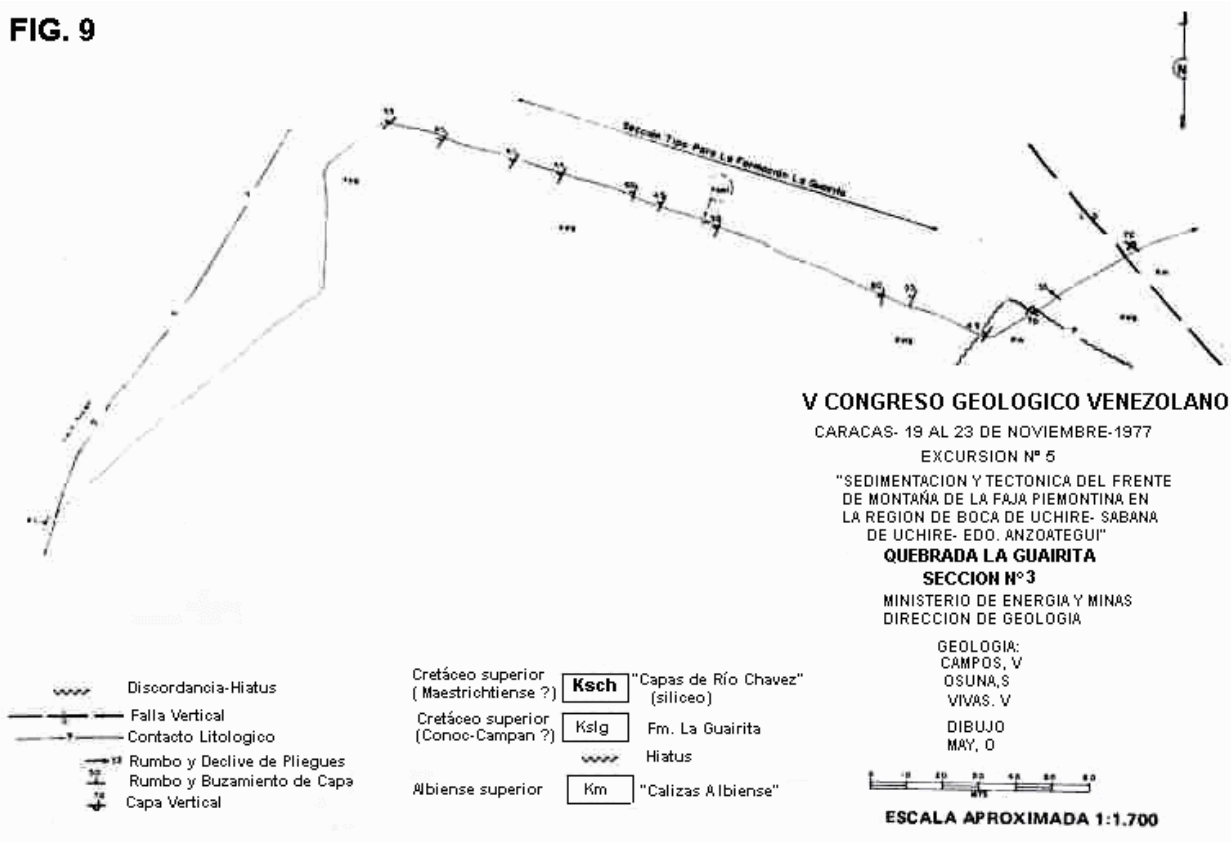 FIG. 9
N
Sección Tipo Para La Formación La Guairita
V CONGRESO GEOLOGICO VENEZOLANO
CARACAS- 19 AL 23 DE NOVIEMBRE-1977
EXCURSION Nº 5
"SEDIMENTACION Y TECTONICA DEL FRENTE
DE MONTAÑA DE LA FAJA PIEMONTINA EN
LA REGION DE BOCA DE UCHIRE- SABANA
DE UCHIRE- EDO. ANZOATEGUI"
QUEBRADA LA GUAIRITA
SECCION Nº3
MINISTERIO DE ENERGIA Y MINAS
DIRECCION DE GEOLOGIA
GEOLOGIA:
CAMPOS, V
OSUNA,S
VIVAS. V
DIBUJO
MAY, O
MTS
ESCALA APROXIMADA 1:1.700
Discordancia-Hiatus
Falla Vertical
Contacto Litologico
Rumbo y Declive de Pliegues
Rumbo y Buzamiento de Capa
Capa Vertical
Cretáceo superior
(Maestrichtiense ?)
Ksch
"Capas de Río Chavez"
(siliceo)
Cretáceo superior
(Conoc-Campan ?)
Kslg
Fm. La Guairita
Hiatus
Albiense superior
Km
"Calizas Albiense"